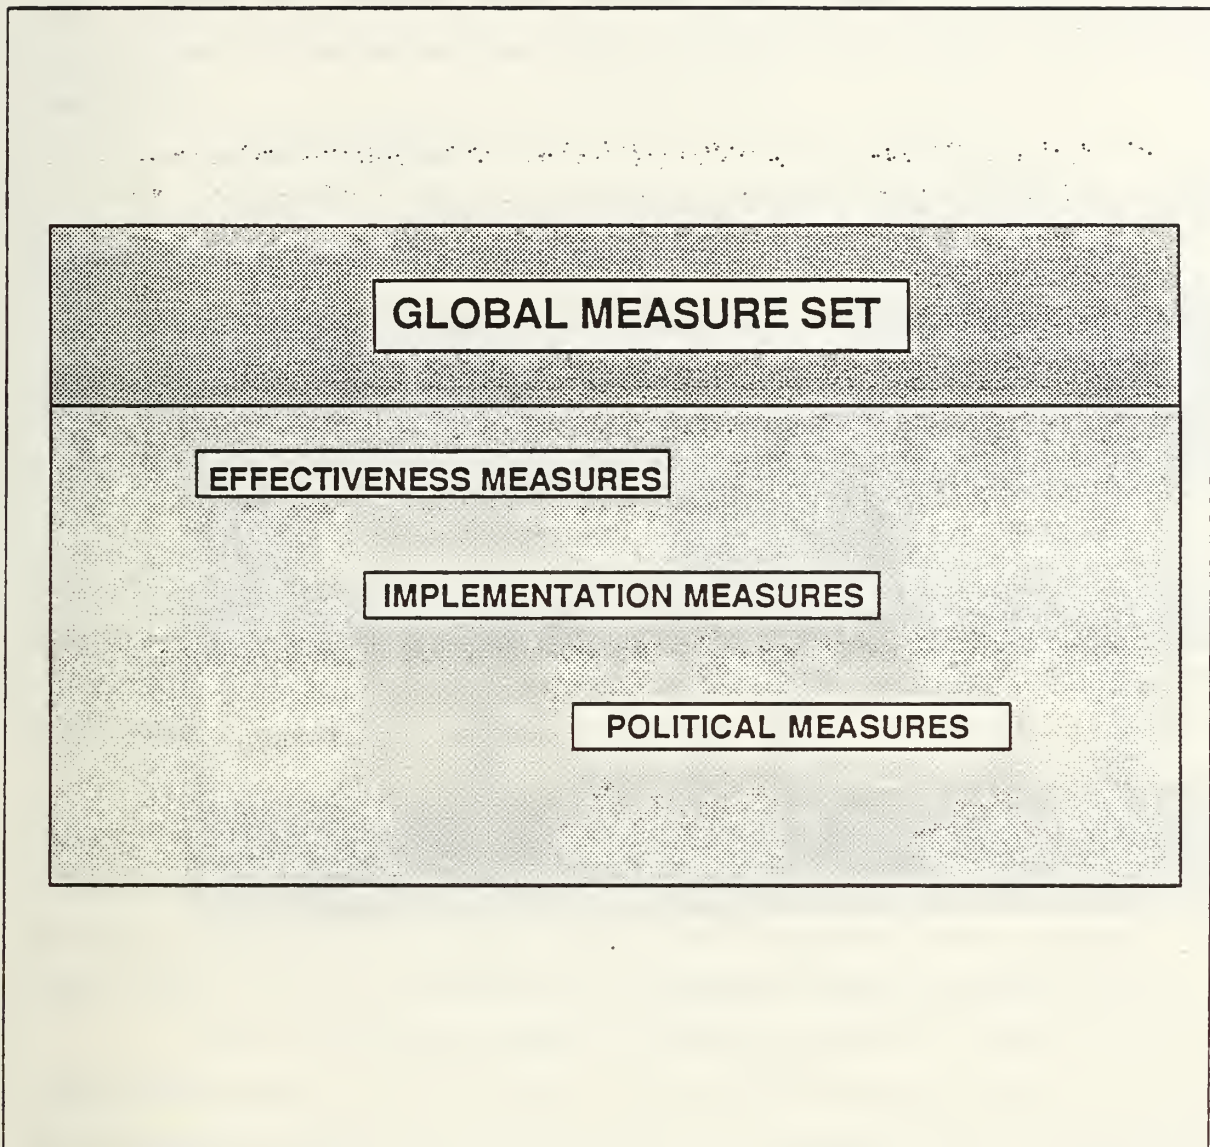 GLOBAL MEASURE SET
EFFECTIVENESS MEASURES
IMPLEMENTATION MEASURES
POLITICAL MEASURES